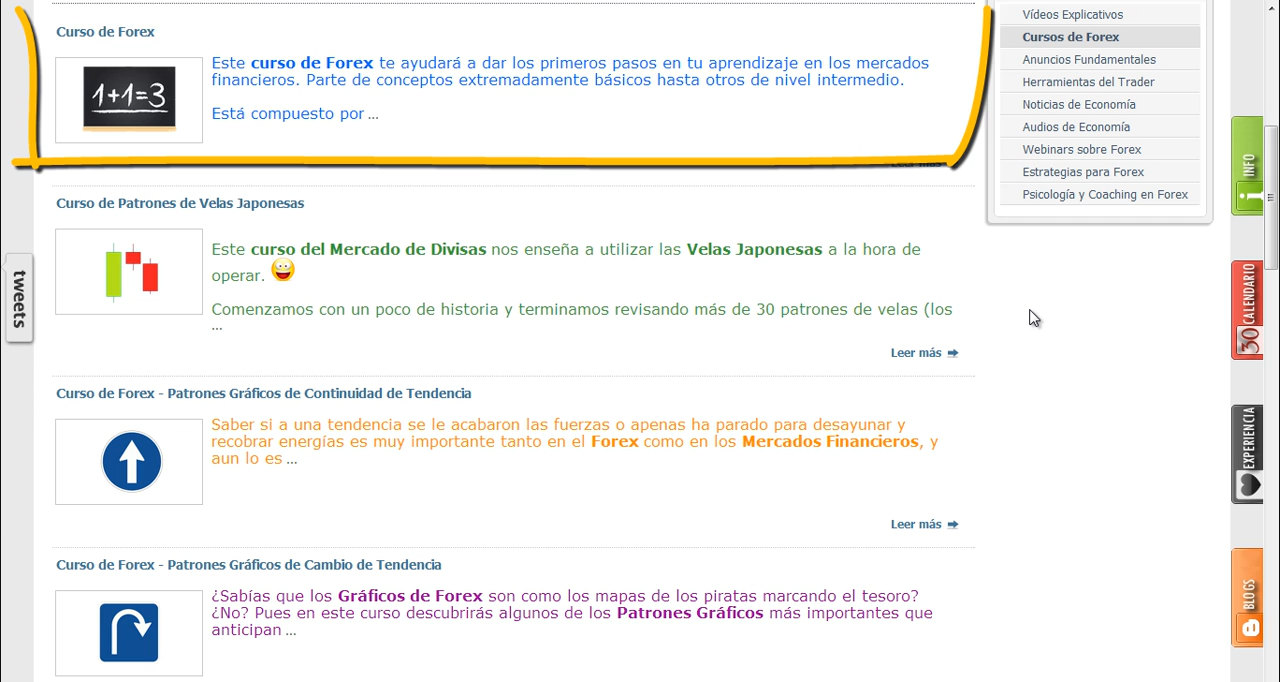 Curso de Forex
1+1=3
Este curso de Forex te ayudará a dar los primeros pasos en tu aprendizaje en los mercados
financieros. Parte de conceptos extremadamente básicos hasta otros de nivel intermedio.
Está compuesto por ...
Curso de Patrones de Velas Japonesas
Este curso del Mercado de Divisas nos enseña a utilizar las Velas Japonesas a la hora de
operar.
Comenzamos con un poco de historia y terminamos revisando más de 30 patrones de velas (los
...
Leer más
Curso de Forex - Patrones Gráficos de Continuidad de Tendencia
Saber si a una tendencia se le acabaron las fuerzas o apenas ha parado para desayunar y
recobrar energías es muy importante tanto en el Forex como en los Mercados Financieros, y
aun lo es ...
Leer más
Curso de Forex - Patrones Gráficos de Cambio de Tendencia
¿Sabías que los Gráficos de Forex son como los mapas de los piratas marcando el tesoro?
¿No? Pues en este curso descubrirás algunos de los Patrones Gráficos más importantes que
anticipan ...
Vídeos Explicativos
Cursos de Forex
Anuncios Fundamentales
Herramientas del Trader
Noticias de Economía
Audios de Economía
Webinars sobre Forex
Estrategias para Forex
Psicología y Coaching en Forex
tweets
INFO
i
CALENDARIO
30
EXPERIENCIA
BLOGS